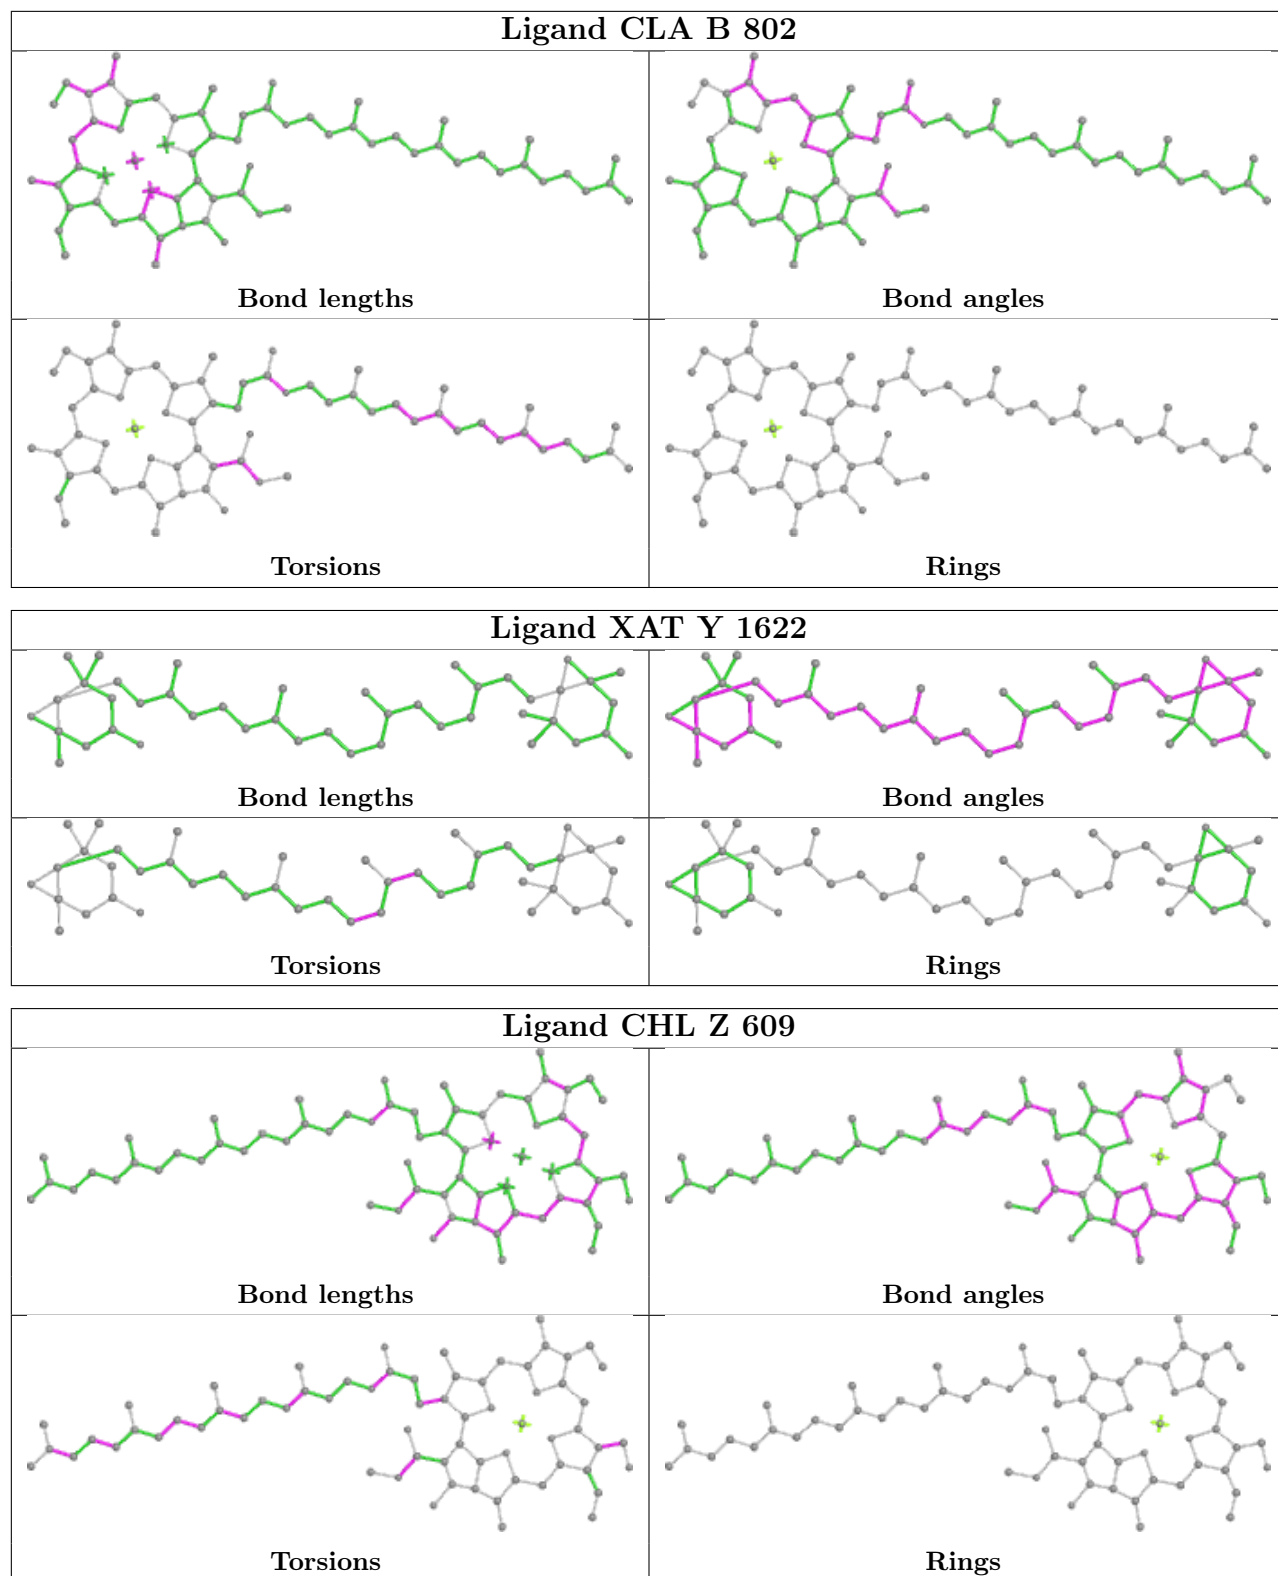 Ligand CLA B 802
Bond lengths
Bond angles
Torsions
Rings
Ligand XAT Y 1622
Bond lengths
Bond angles
Torsions
Rings
Ligand CHL Z 609
Bond lengths
Bond angles
Torsions
Rings